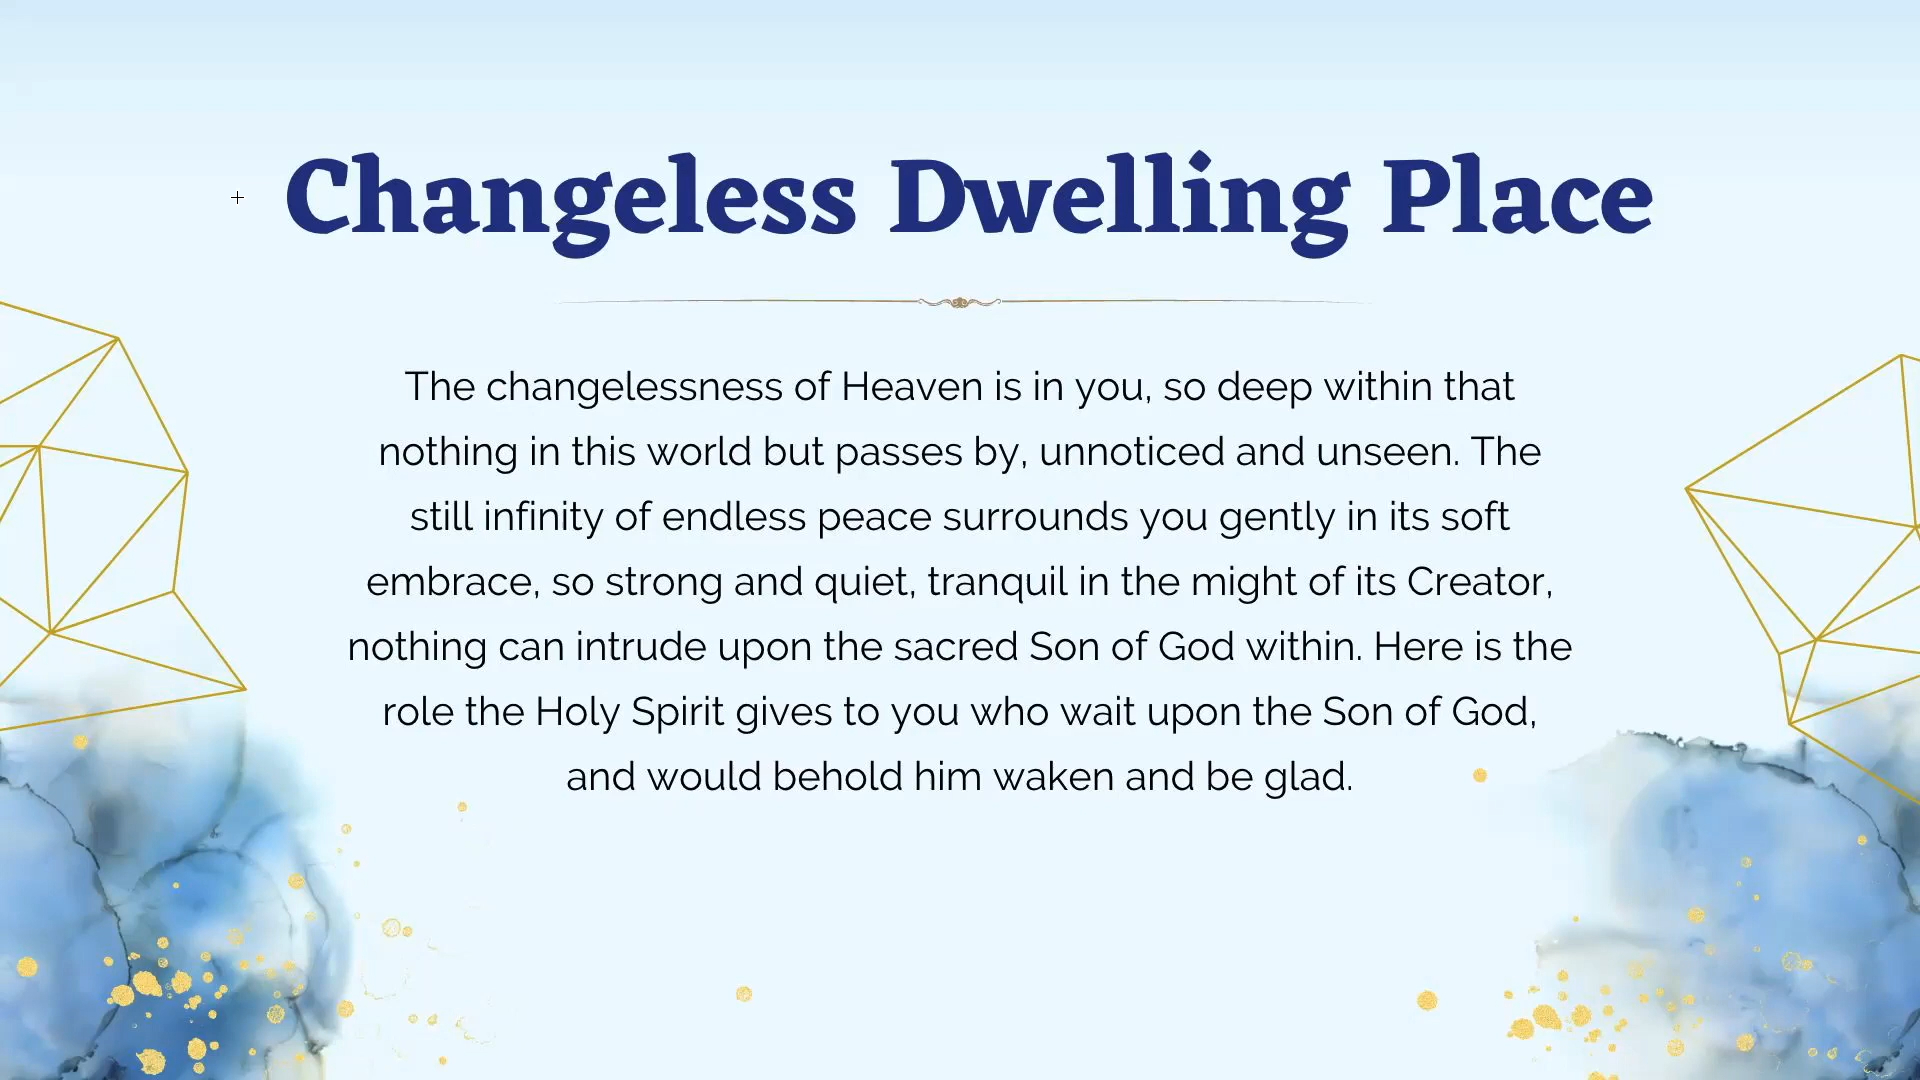 Changeless Dwelling Place
The changelessness of Heaven is in you, so deep within that
nothing in this world but passes by, unnoticed and unseen. The
still infinity of endless peace surrounds you gently in its soft
embrace, so strong and quiet, tranquil in the might of its Creator,
nothing can intrude upon the sacred Son of God within. Here is the
role the Holy Spirit gives to you who wait upon the Son of God,
and would behold him waken and be glad.